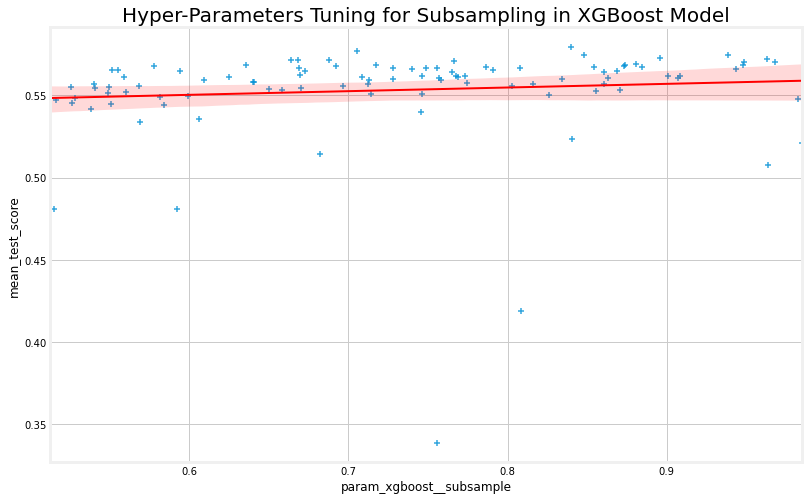 Hyper-Parameters Tuning for Subsampling in XGBoost Model
0.55
0.50
0.45
0.40
0.35
mean_test_score
0.6 0.7 0.8 0.9
param_xgboost__subsample